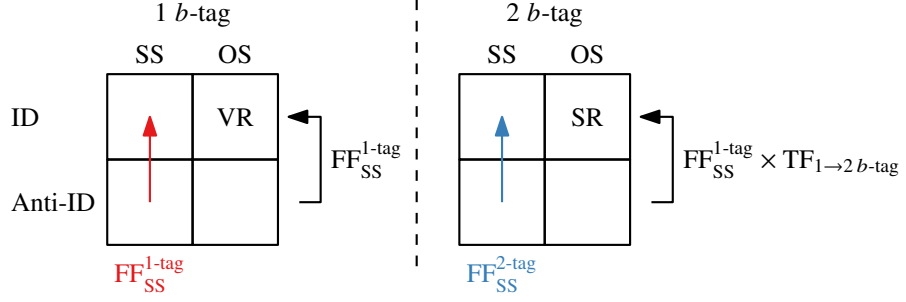 1 b-tag 2 b-tag
SS OS SS OS
ID VR SR
FF_SS^1-tag FF_SS^1-tag × TF_1→2 b-tag
Anti-ID
FF_SS^1-tag FF_SS^2-tag